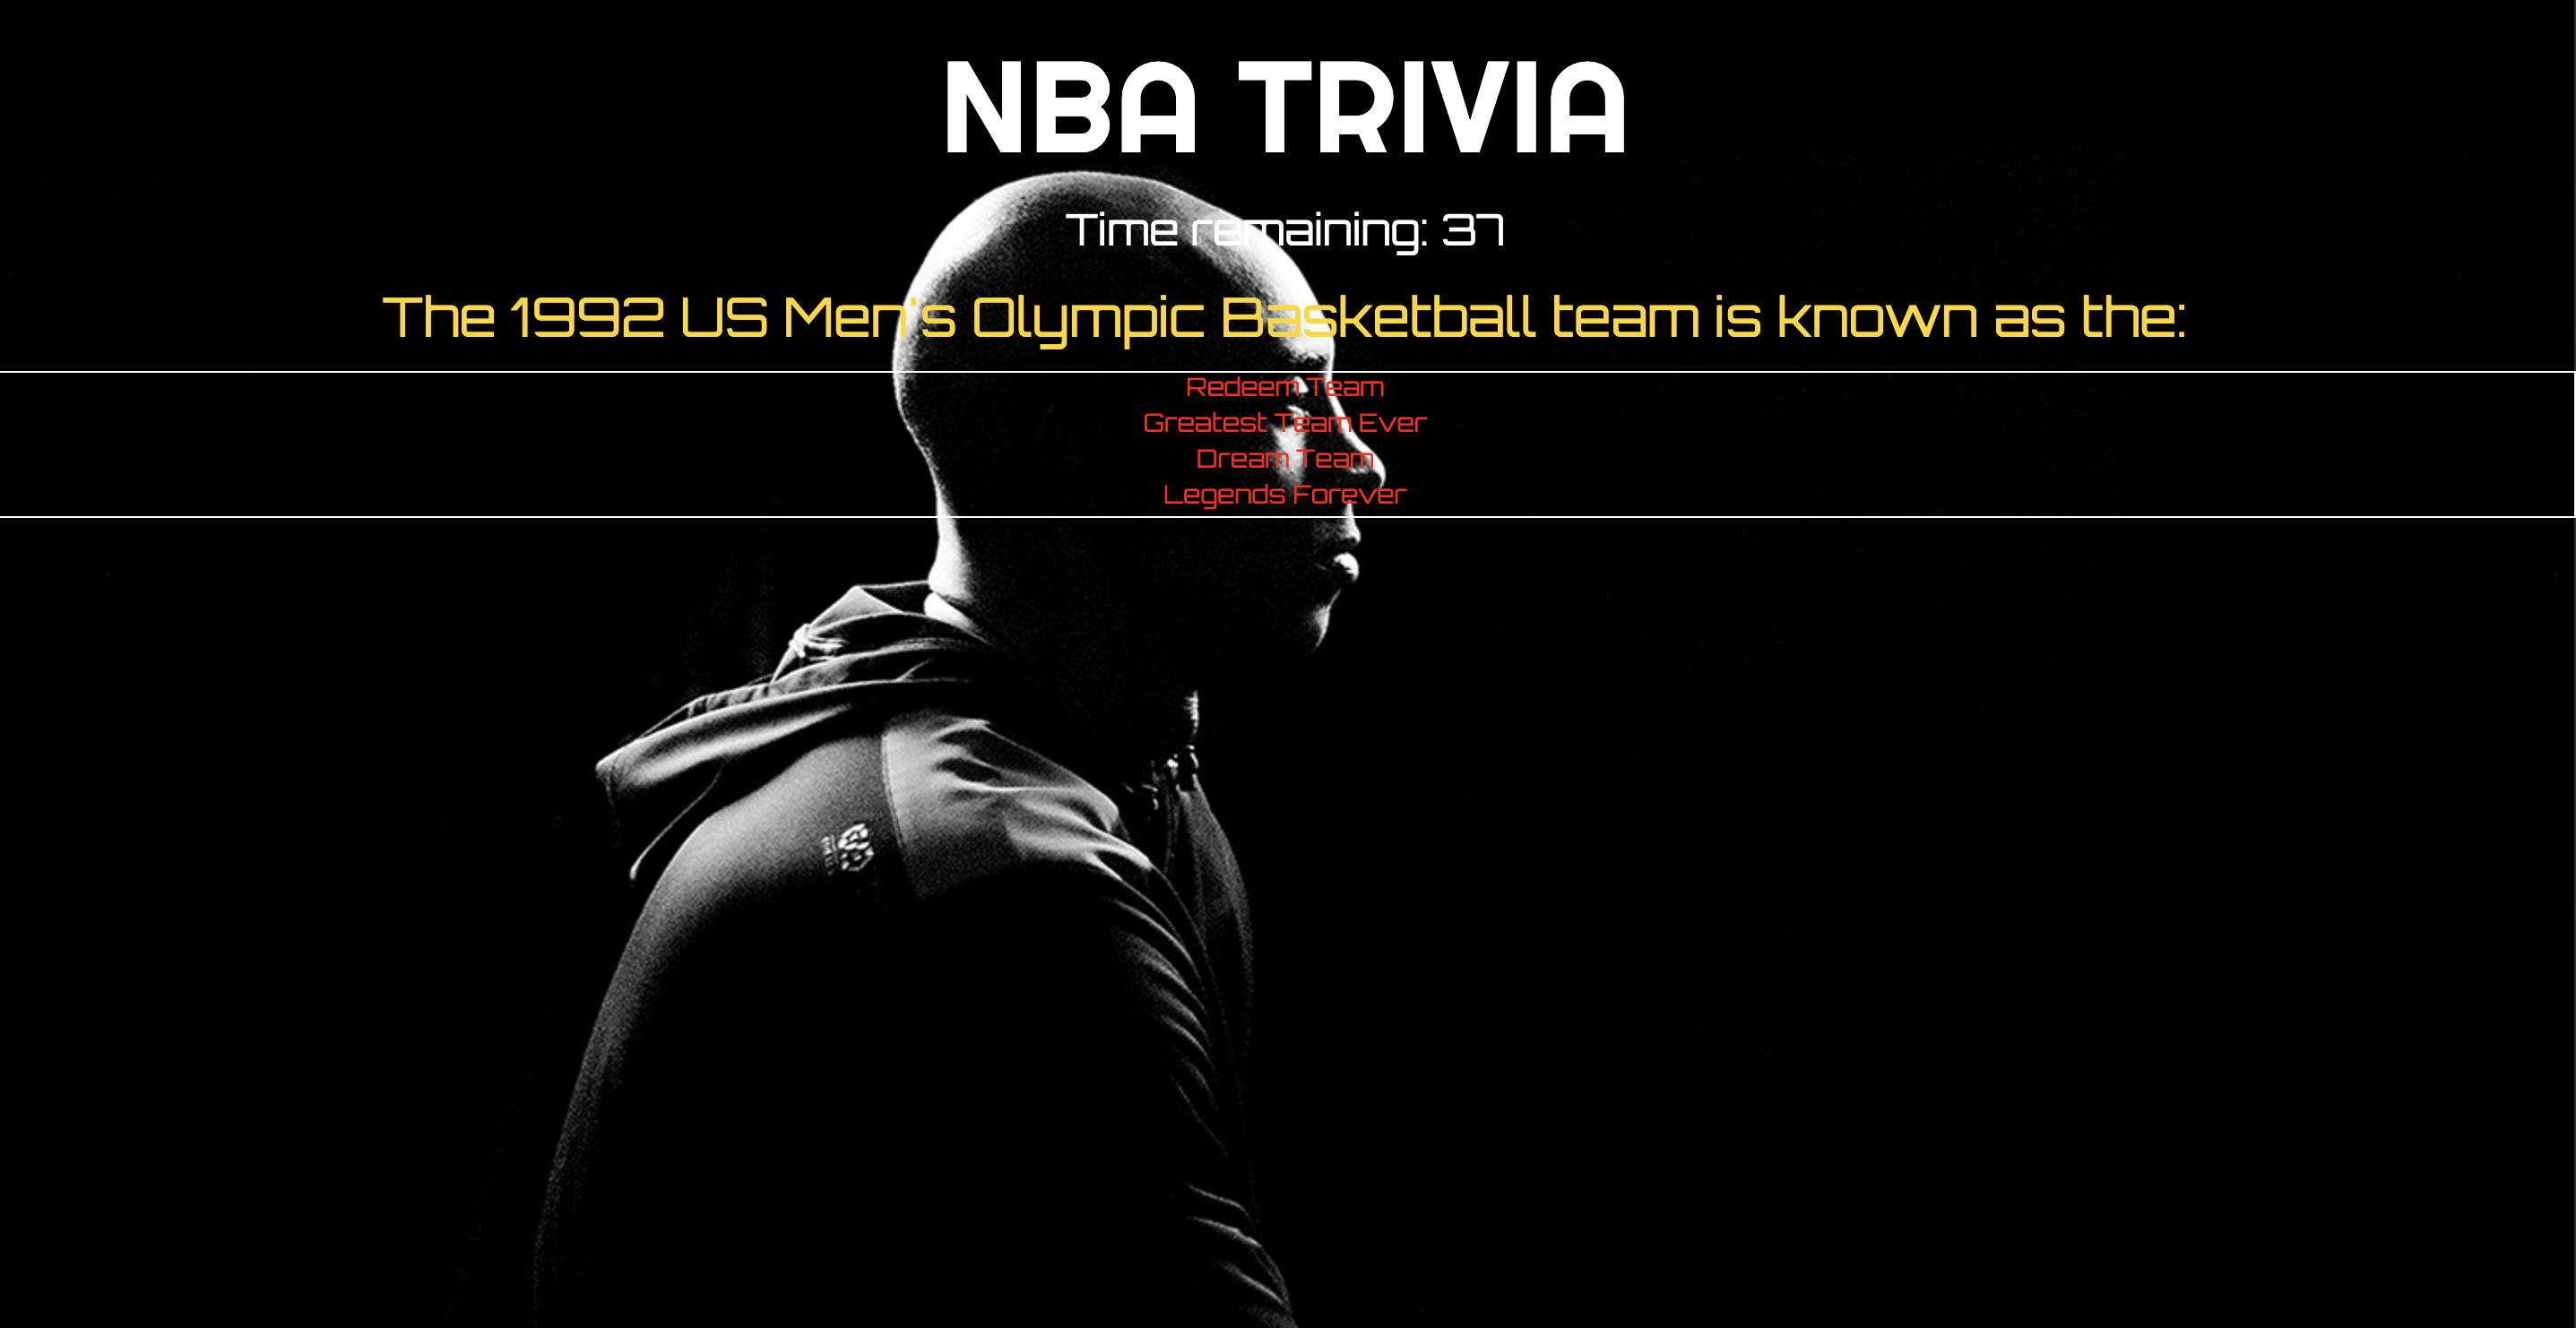 NBA TRIVIA
Time remaining: 37
The 1992 US Men's Olympic Basketball team is known as the:
Redeem Team
Greatest Team Ever
Dream Team
Legends Forever